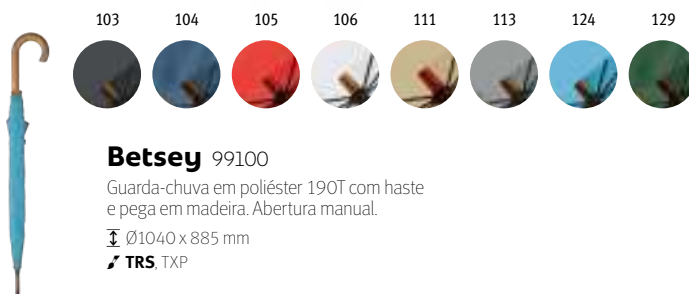 103 104 105 106 111 113 124 129
Betsey 99100
Guarda-chuva em poliéster 190T com haste
e pega em madeira. Abertura manual.
Ø1040 x 885 mm
TRS, TXP